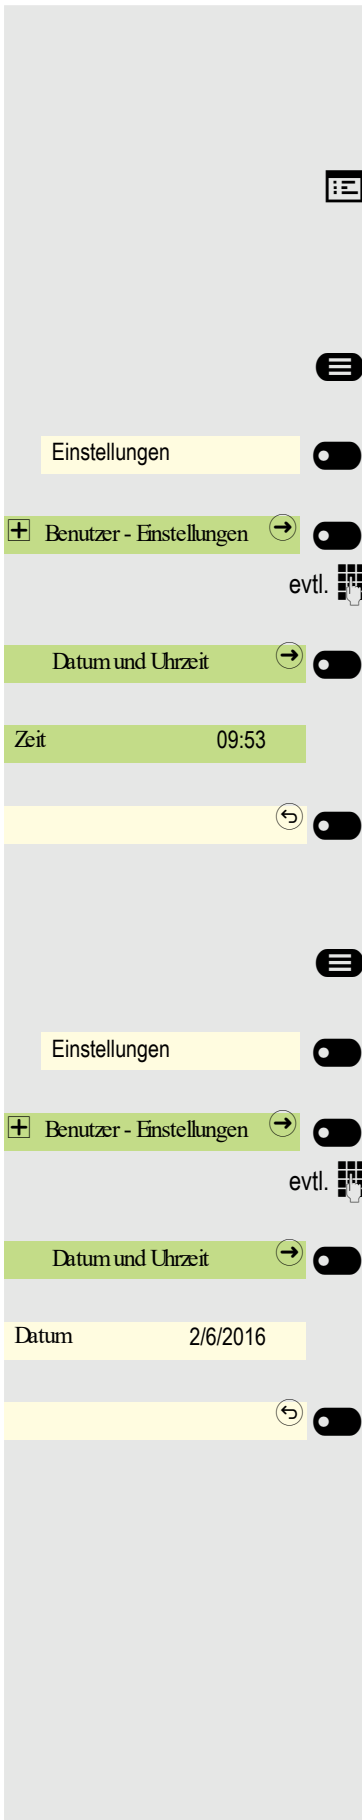 Einstellungen
Benutzer - Einstellungen
evtl.
Datum und Uhrzeit
Zeit 09:53
Einstellungen
Benutzer - Einstellungen
evtl.
Datum und Uhrzeit
Datum 2/6/2016